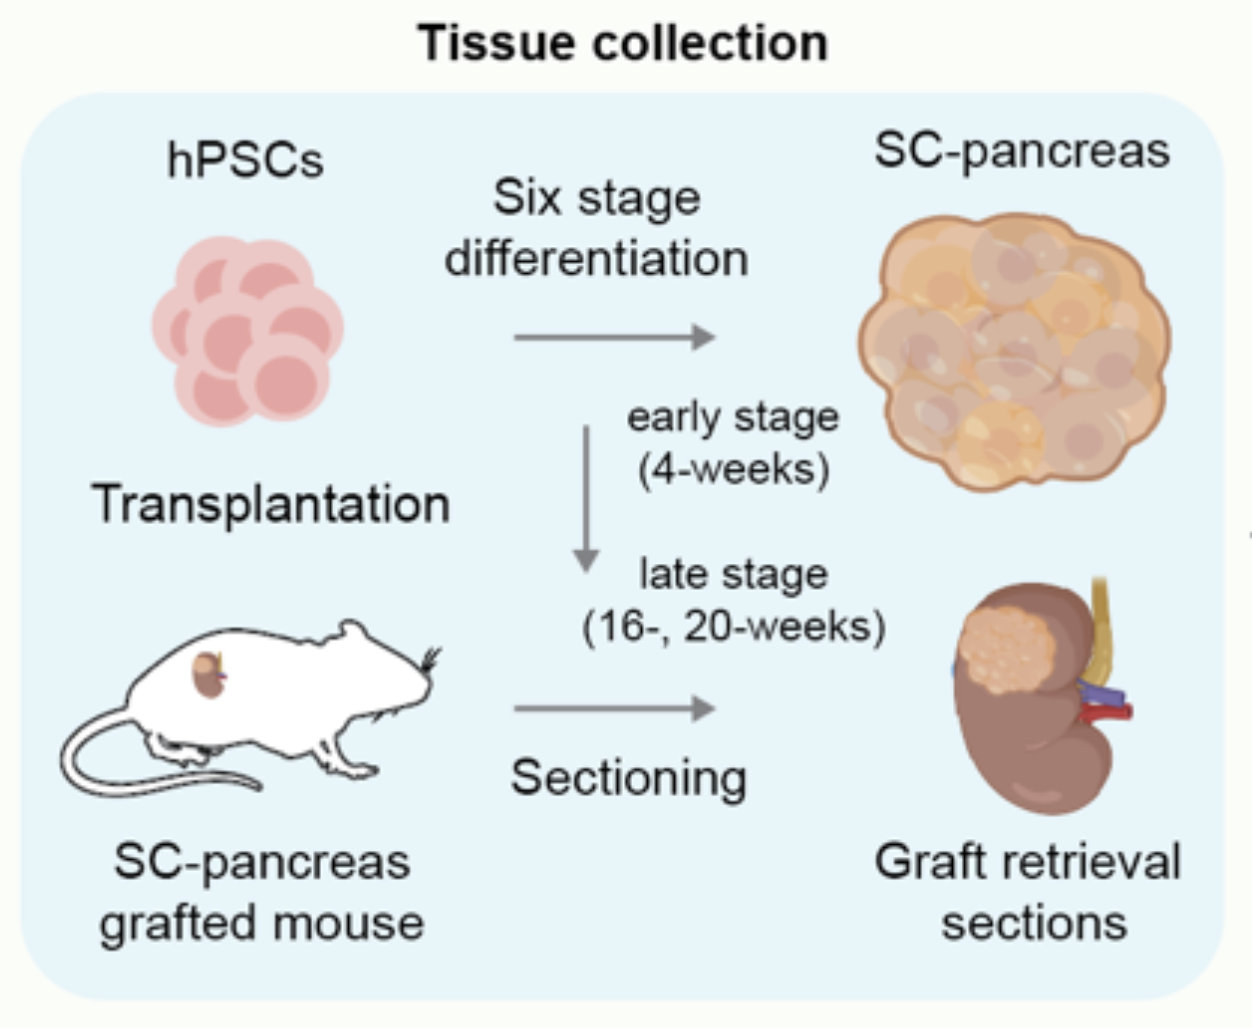 Tissue collection
hPSCs
Six stage
differentiation
SC-pancreas
early stage
(4-weeks)
Transplantation
late stage
(16-, 20-weeks)
Sectioning
SC-pancreas
grafted mouse
Graft retrieval
sections